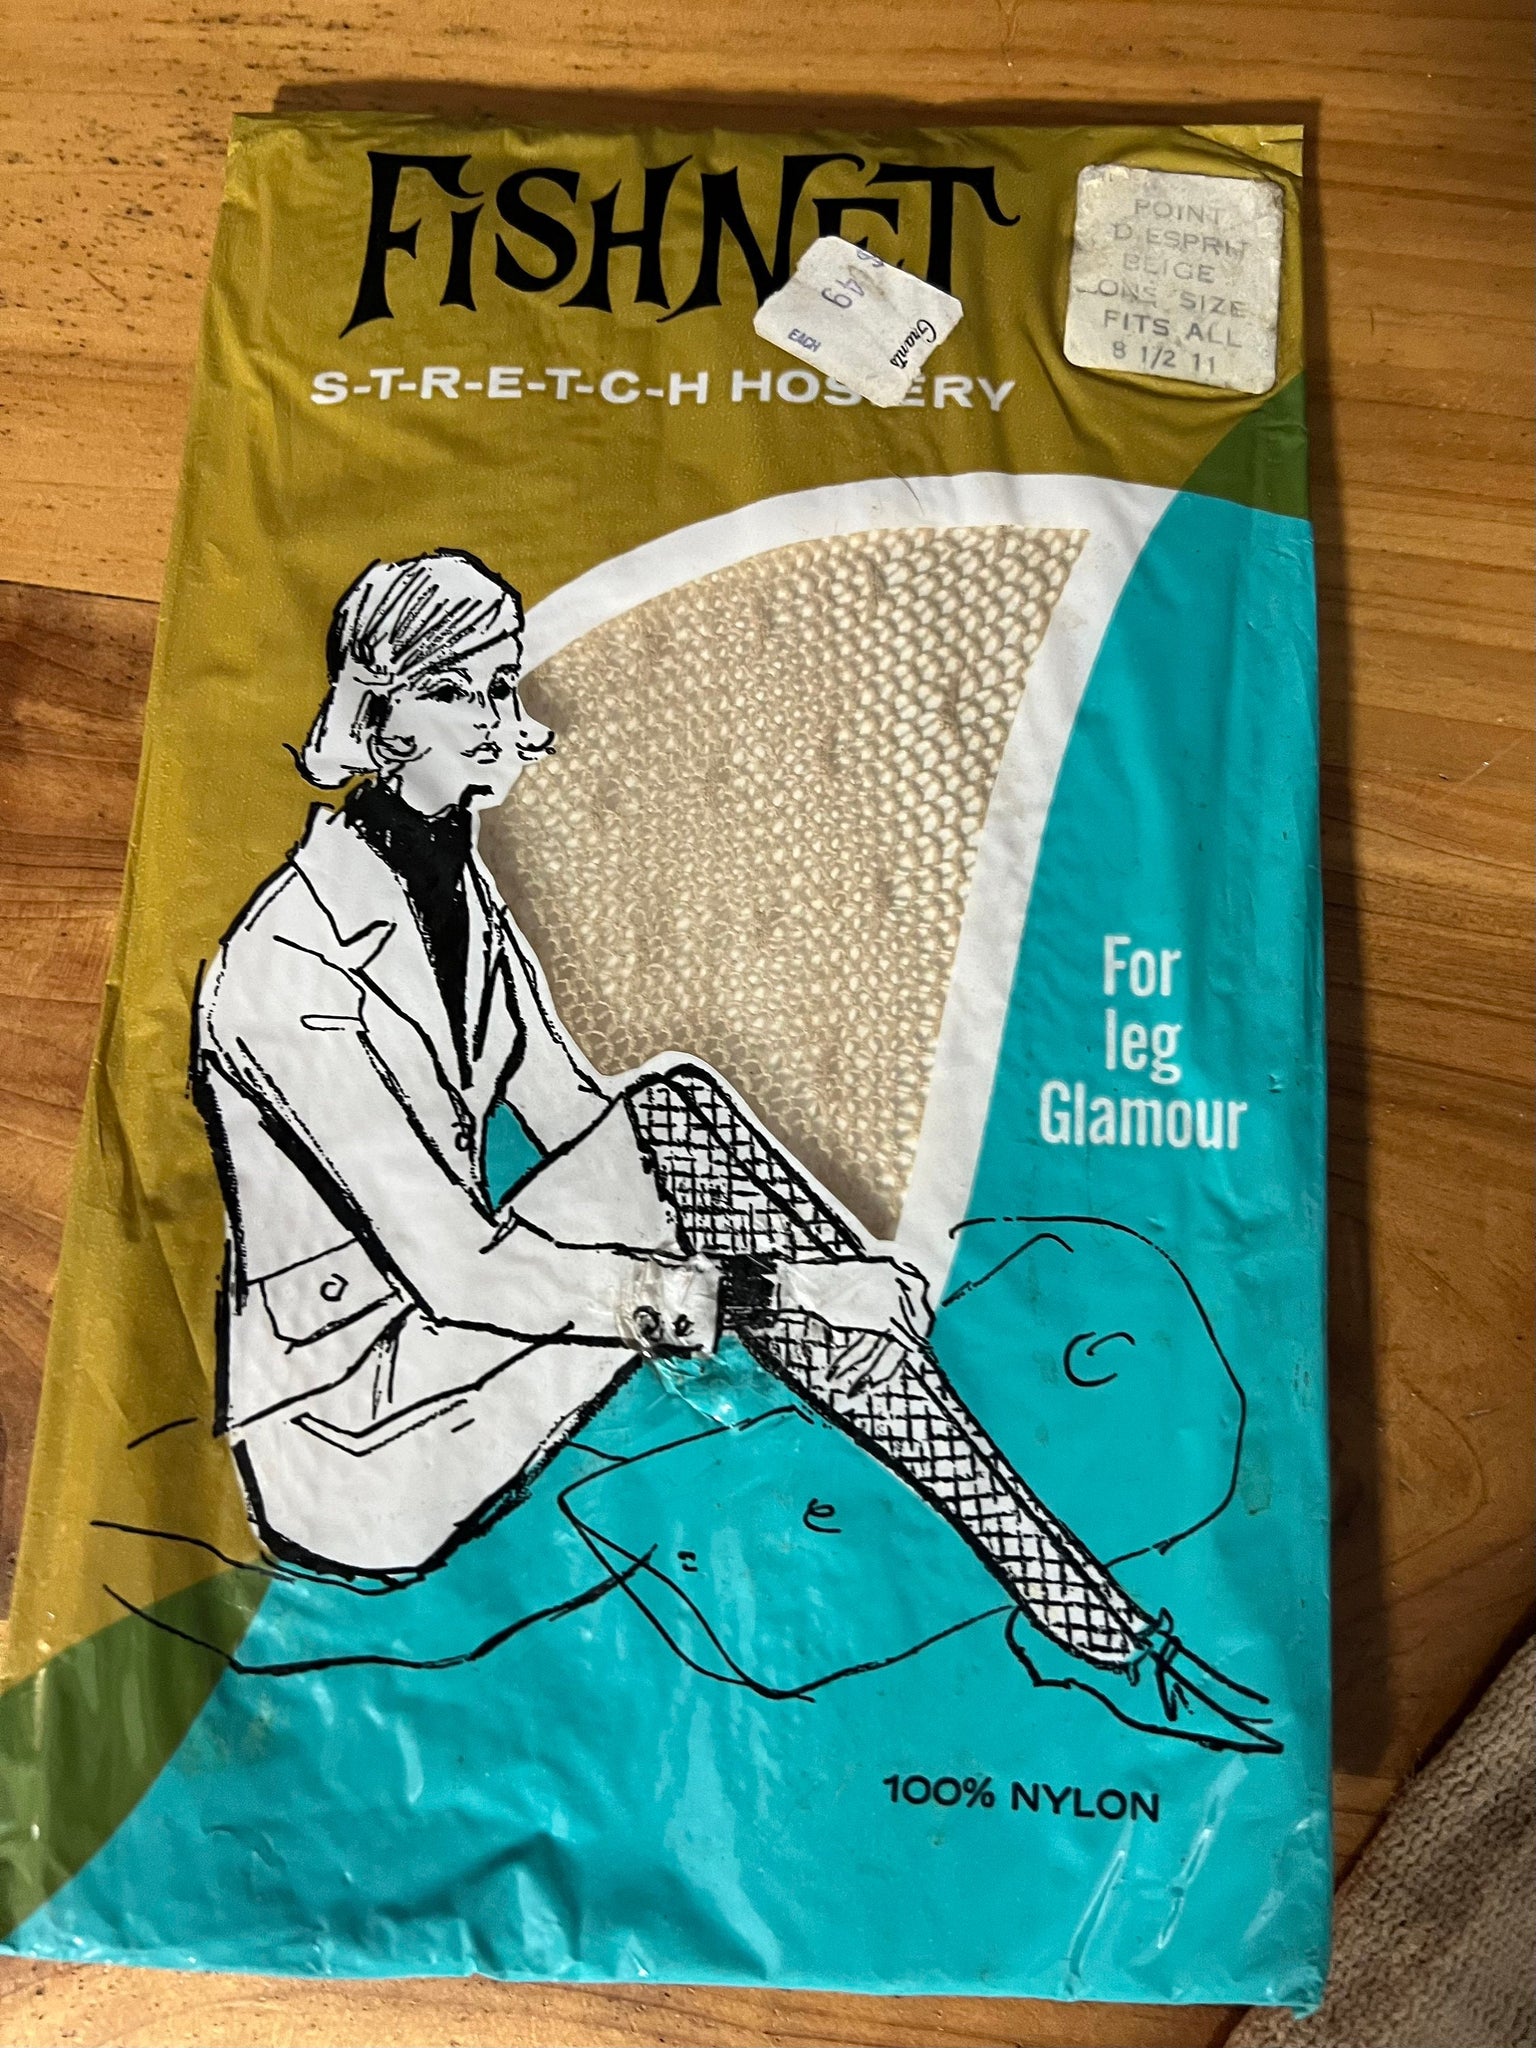 FiSHNET
S-T-R-E-T-C-H HOSIERY
49
EACH
Grants
POINT
D ESPRIT
BEIGE
ONE SIZE
FITS ALL
8 1/2 11
For
leg
Glamour
100% NYLON